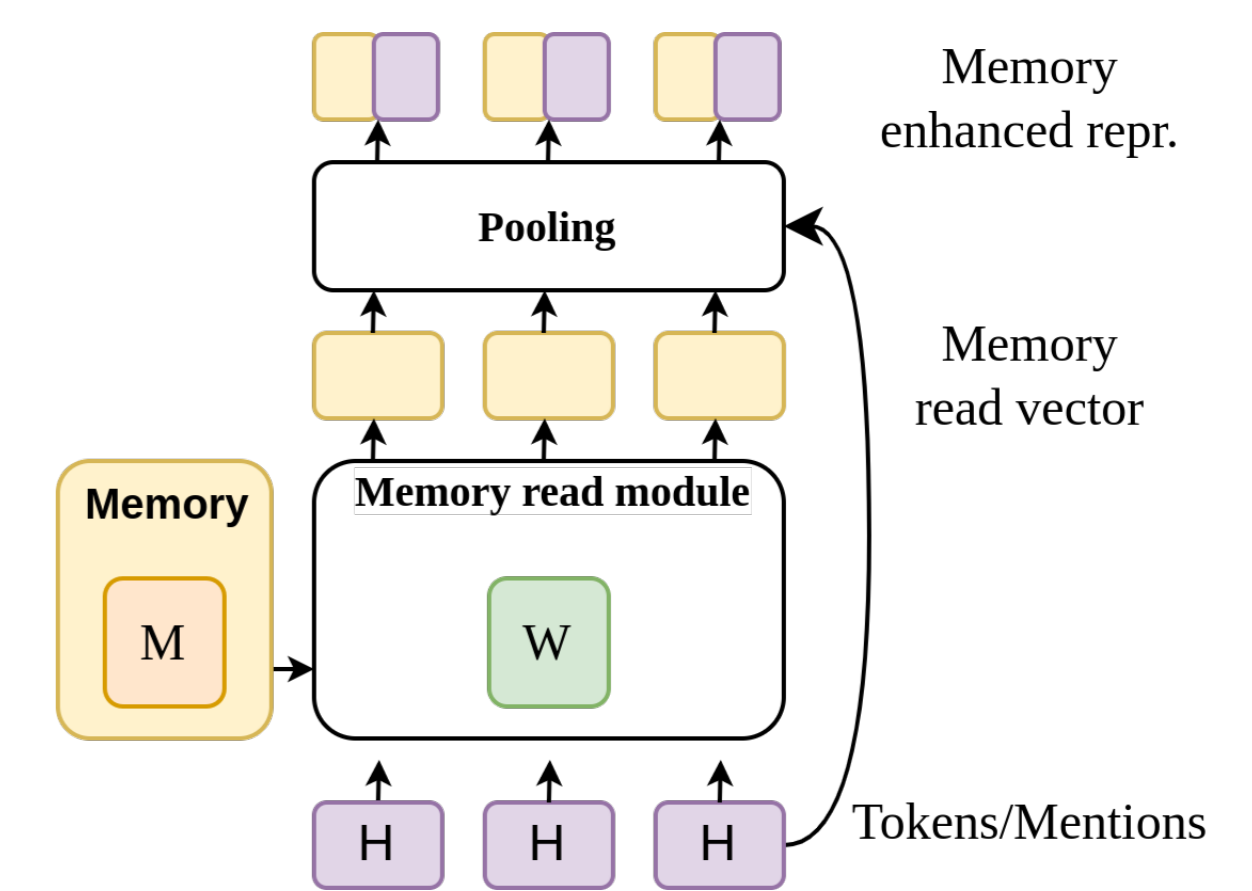 Memory
enhanced repr.
Pooling
Memory
read vector
Memory
Memory read module
M
W
H
H
H
Tokens/Mentions